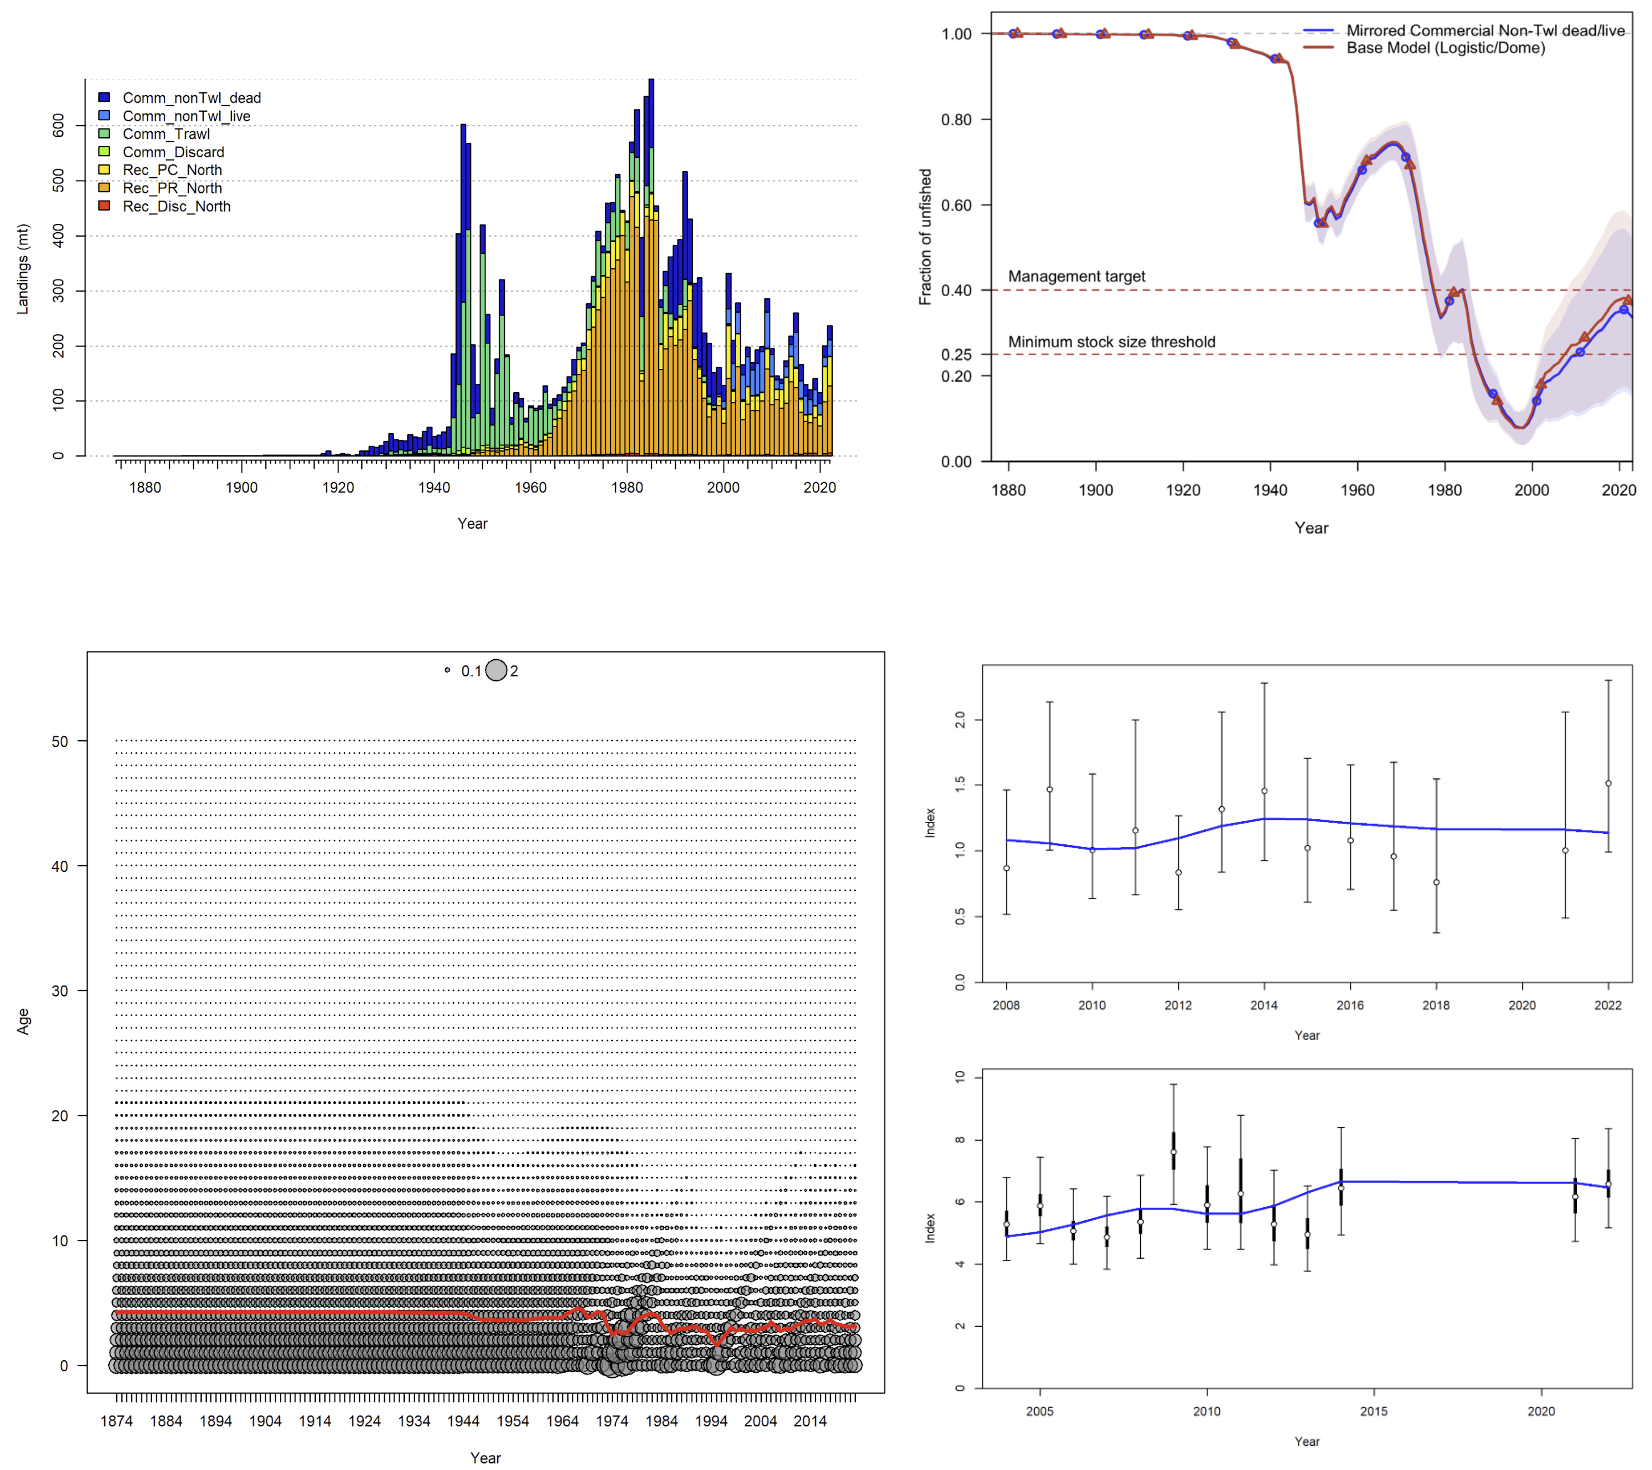 Comm_nonTwl_dead
Comm_nonTwl_live
Comm_Trawl
Comm_Discard
Rec_PC_North
Rec_PR_North
Rec_Disc_North
Landings (mt)
600
500
400
300
200
100
0
1880 1900 1920 1940 1960 1980 2000 2020
Year
Mirrored Commercial Non-Twl dead/live
Base Model (Logistic/Dome)
Fraction of unfished
1.00
0.80
0.60
0.40
0.25
0.20
0.00
Management target
Minimum stock size threshold
1880 1900 1920 1940 1960 1980 2000 2020
Year
0.1 2
Age
50
40
30
20
10
0
1874 1884 1894 1904 1914 1924 1934 1944 1954 1964 1974 1984 1994 2004 2014
Year
Index
2.0
1.5
1.0
0.5
0.0
2008 2010 2012 2014 2016 2018 2020 2022
Year
Index
10
8
6
4
2
0
2005 2010 2015 2020
Year